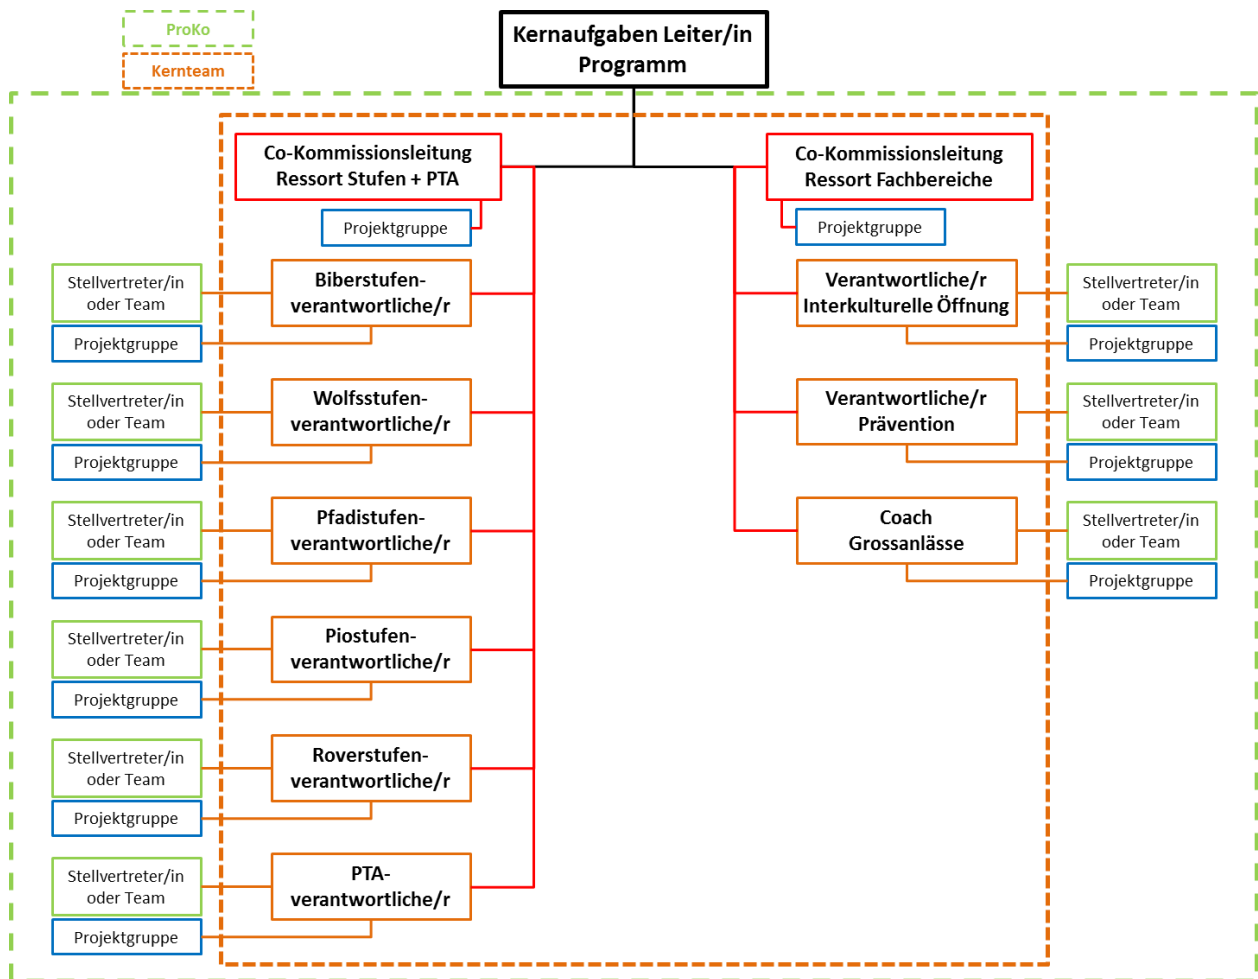 ProKo
Kernteam
Kernaufgaben Leiter/in
Programm
Co-Kommissionsleitung
Ressort Stufen + PTA
Projektgruppe
Co-Kommissionsleitung
Ressort Fachbereiche
Projektgruppe
Stellvertreter/in
oder Team
Projektgruppe
Biberstufen-
verantwortliche/r
Verantwortliche/r
Interkulturelle Öffnung
Stellvertreter/in
oder Team
Projektgruppe
Stellvertreter/in
oder Team
Projektgruppe
Wolfsstufen-
verantwortliche/r
Verantwortliche/r
Prävention
Stellvertreter/in
oder Team
Projektgruppe
Stellvertreter/in
oder Team
Projektgruppe
Pfadistufen-
verantwortliche/r
Coach
Grossanlässe
Stellvertreter/in
oder Team
Projektgruppe
Stellvertreter/in
oder Team
Projektgruppe
Piostufen-
verantwortliche/r
Stellvertreter/in
oder Team
Projektgruppe
Roverstufen-
verantwortliche/r
Stellvertreter/in
oder Team
Projektgruppe
PTA-
verantwortliche/r